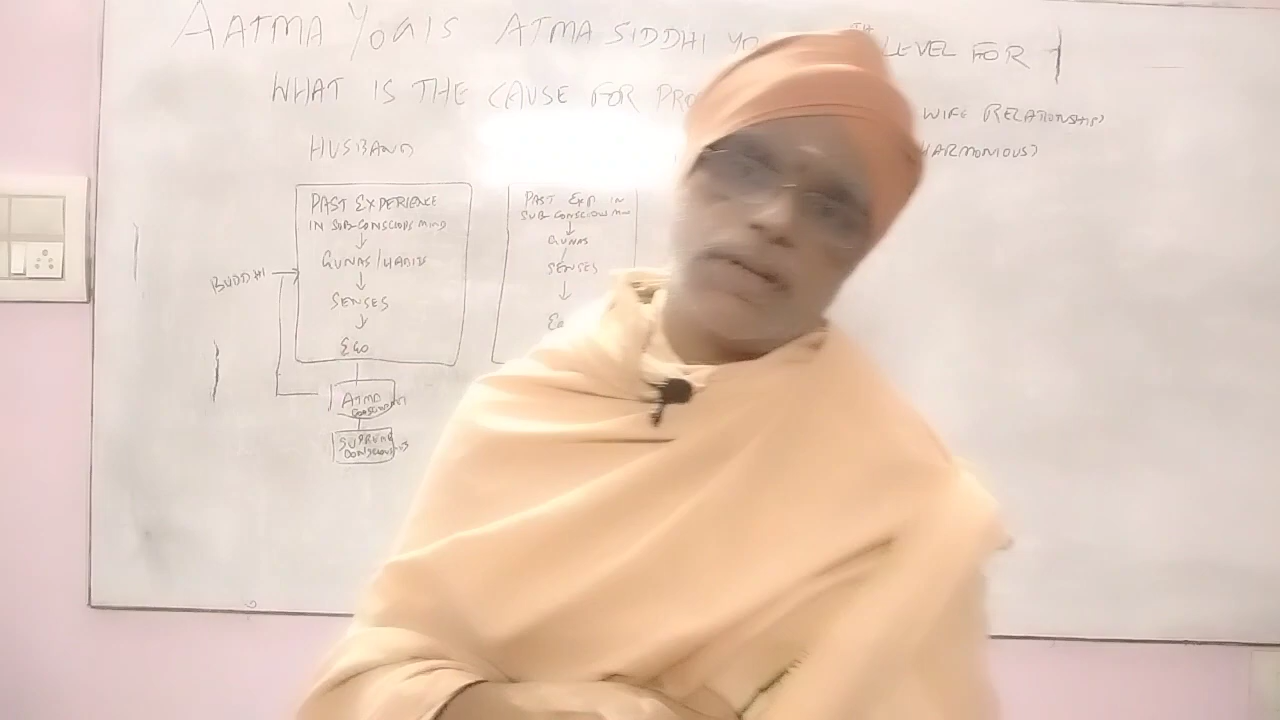 AATMA YOGIS ATMA SIDDHI YO TH LEVEL FOR
WHAT IS THE CAUSE FOR PRO WIFE RELATIONSHIP
HARMONIOUS)
HUSBAND
PAST EXPERIENCE
IN SUB-CONSCIOUS MIND
GUNAS/HABITS
SENSES
EGO
BUDDHI
ATMA
SUPREME
PAST EXP IN
SUB-CONSCIOUS
GUNAS
SENSES